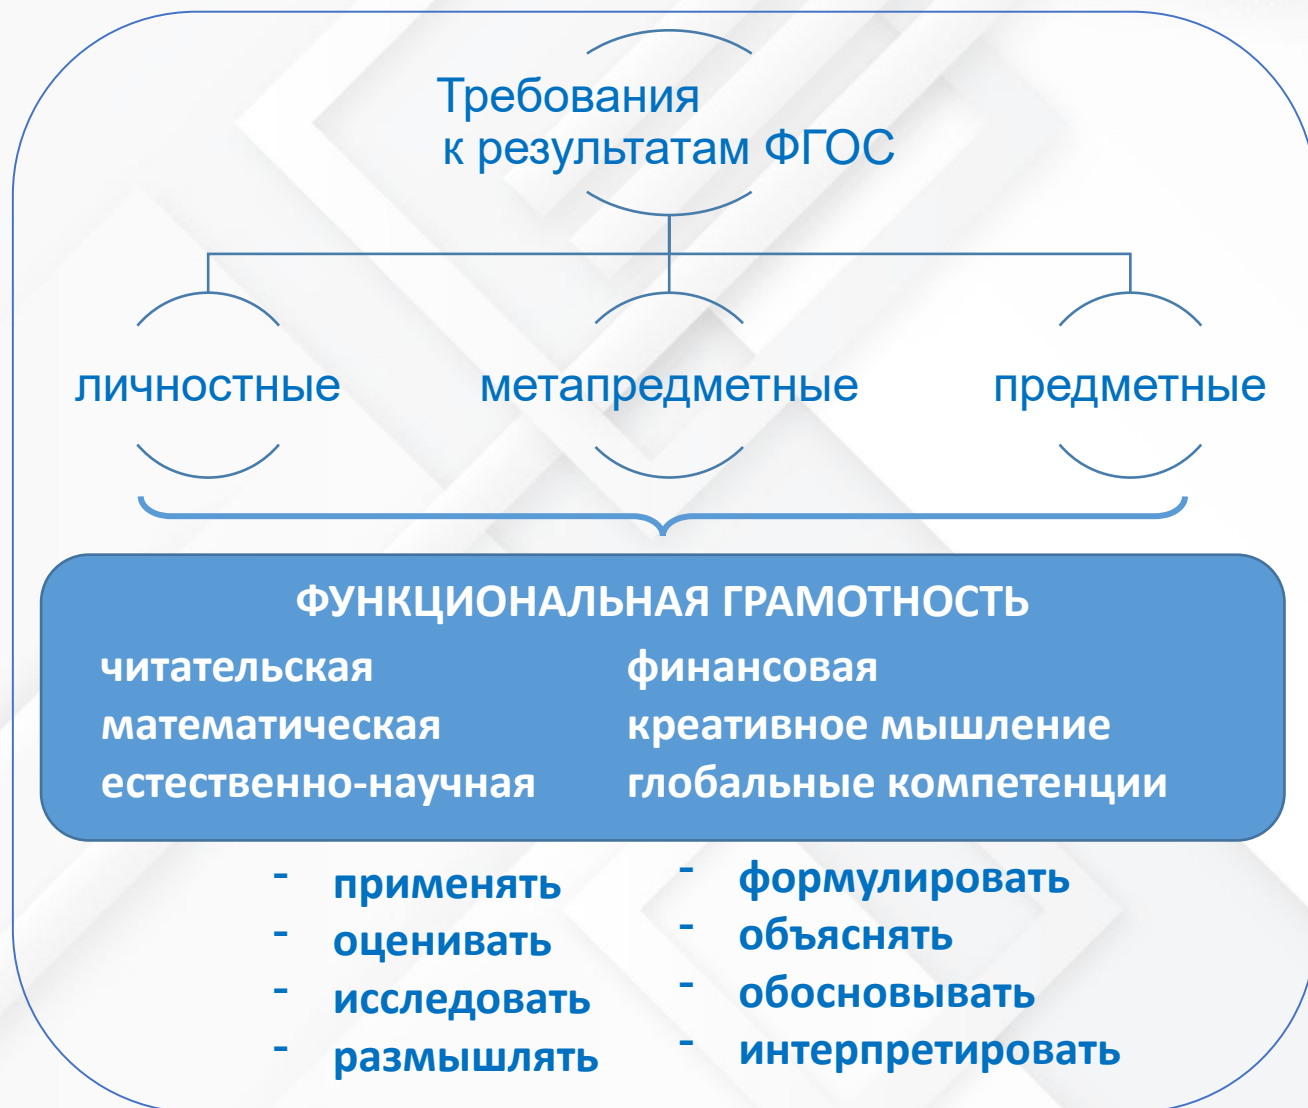 Требования
к результатам ФГОС
личностные
метапредметные
предметные
ФУНКЦИОНАЛЬНАЯ ГРАМОТНОСТЬ
читательская
математическая
естественно-научная
финансовая
креативное мышление
глобальные компетенции
- применять
- оценивать
- исследовать
- размышлять
- формулировать
- объяснять
- обосновывать
- интерпретировать